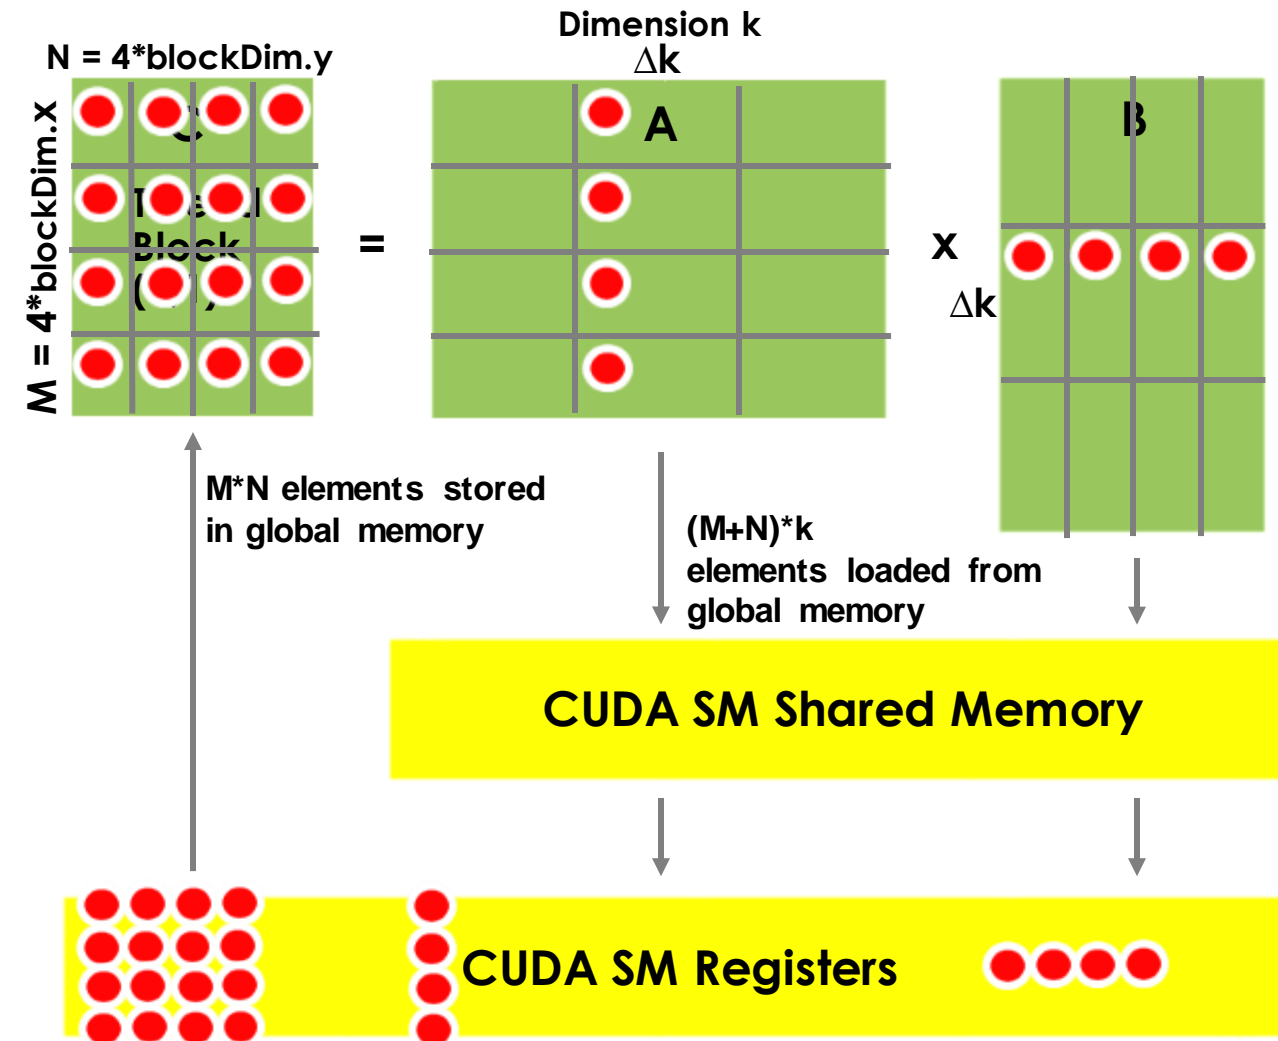 Dimension k
Δk
N = 4*blockDim.y
M = 4*blockDim.x
C
Block
=
A
x
Δk
B
M*N elements stored
in global memory
(M+N)*k
elements loaded from
global memory
CUDA SM Shared Memory
CUDA SM Registers